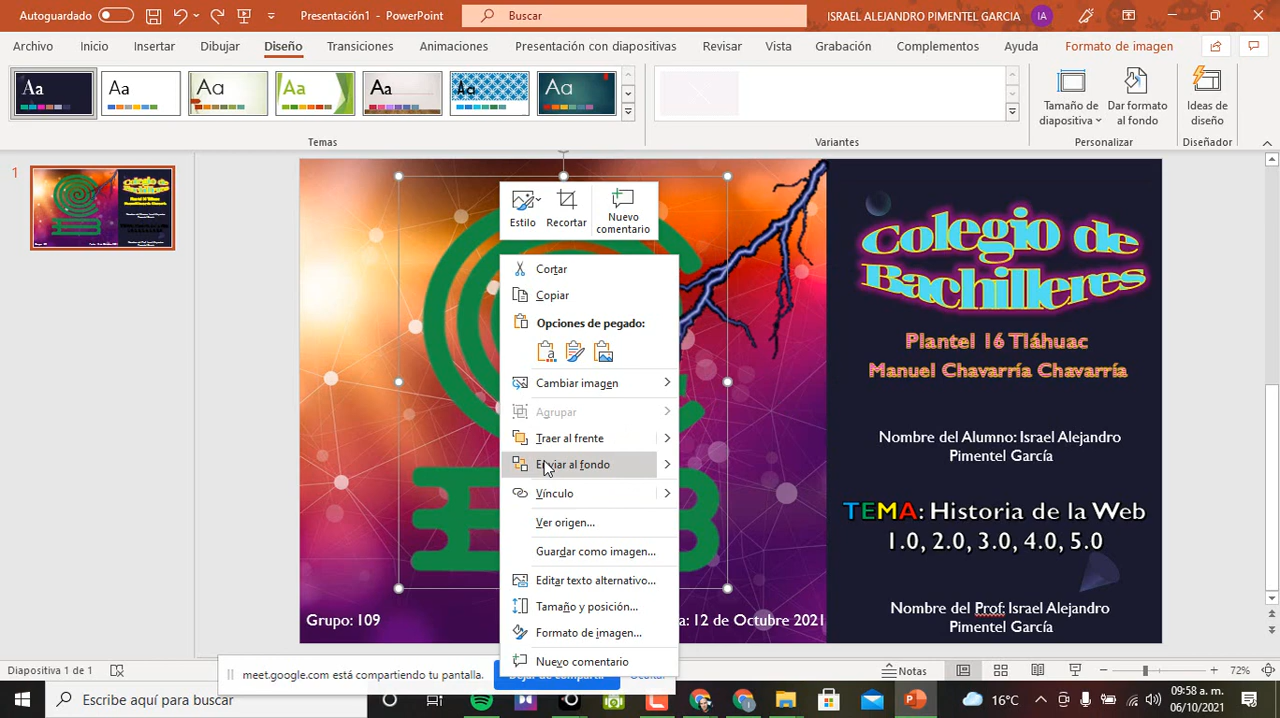 Autoguardado
Presentación1 - PowerPoint
Buscar
ISRAEL ALEJANDRO PIMENTEL GARCIA
IA
Archivo
Inicio
Insertar
Dibujar
Diseño
Transiciones
Animaciones
Presentación con diapositivas
Revisar
Vista
Grabación
Complementos
Ayuda
Formato de imagen
Aa
Aa
Aa
Aa
Aa
Aa
Aa
Tamaño de
diapositiva
Dar formato
al fondo
Ideas de
diseño
Temas
Variantes
Personalizar
Diseñador
1
Estilo
Recortar
Nuevo
comentario
Cortar
Copiar
Opciones de pegado:
Cambiar imagen
Agrupar
Traer al frente
Enviar al fondo
Vínculo
Ver origen...
Guardar como imagen...
Editar texto alternativo...
Tamaño y posición...
Formato de imagen...
Nuevo comentario
Colegio de
Bachilleres
Plantel 16 Tláhuac
Manuel Chavarría Chavarría
Nombre del Alumno: Israel Alejandro
Pimentel García
TEMA: Historia de la Web
1.0, 2.0, 3.0, 4.0, 5.0
Nombre del Prof: Israel Alejandro
Pimentel García
Grupo: 109
12 de Octubre 2021
Diapositiva 1 de 1
meet.google.com está compartiendo tu pantalla.
Dejar de compartir
Ocultar
Notas
72%
Escribe aquí para buscar
16°C
09:58 a. m.
06/10/2021